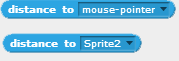 distance to mouse-pointer
distance to Sprite2